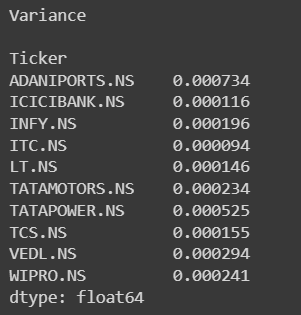 Variance
Ticker
ADANIPORTS.NS 0.000734
ICICIBANK.NS 0.000116
INFY.NS 0.000196
ITC.NS 0.000094
LT.NS 0.000146
TATAMOTORS.NS 0.000234
TATAPOWER.NS 0.000525
TCS.NS 0.000155
VEDL.NS 0.000294
WIPRO.NS 0.000241
dtype: float64